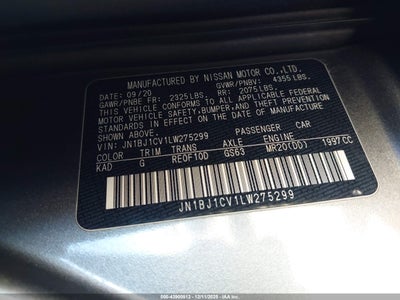 MANUFACTURED BY NISSAN MOTOR CO., LTD.
DATE: 09/20 GVWR/PNBV: 4355 LBS.
GAWR/PNBE FR: 2325 LBS. RR: 2075 LBS.
THIS VEHICLE CONFORMS TO ALL APPLICABLE FEDERAL
MOTOR VEHICLE SAFETY, BUMPER, AND THEFT
PREVENTION STANDARDS IN EFFECT ON THE DATE OF MANUFACTURE
SHOWN ABOVE.
VIN: JN1BJ1CV1LW275299 PASSENGER CAR
COLOR TRIM TRANS AXLE ENGINE
KAD G RE0F10D GS63 MR20(DD) 1997 CC
JN1BJ1CV1LW275299